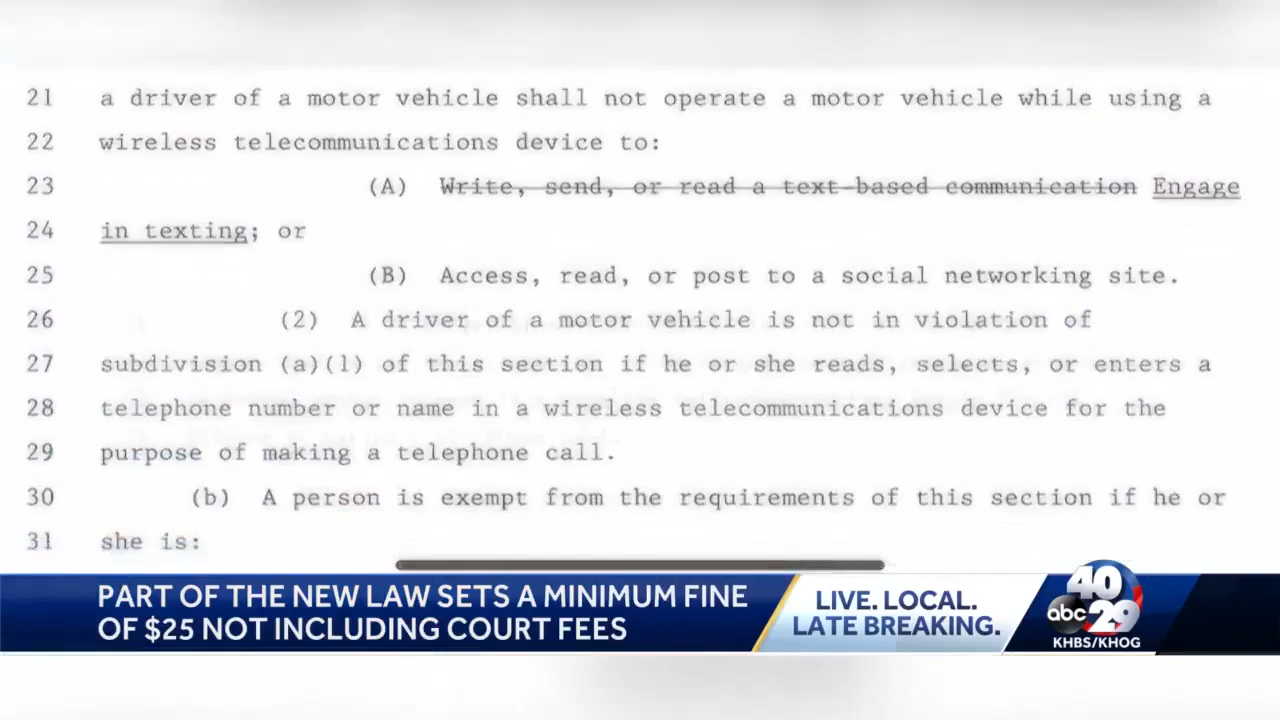 21 a driver of a motor vehicle shall not operate a motor vehicle while using a
22 wireless telecommunications device to:
23 (A) Write, send, or read a text-based communication Engage
24 in texting; or
25 (B) Access, read, or post to a social networking site.
26 (2) A driver of a motor vehicle is not in violation of
27 subdivision (a)(1) of this section if he or she reads, selects, or enters a
28 telephone number or name in a wireless telecommunications device for the
29 purpose of making a telephone call.
30 (b) A person is exempt from the requirements of this section if he or
31 she is:
PART OF THE NEW LAW SETS A MINIMUM FINE
OF $25 NOT INCLUDING COURT FEES
LIVE. LOCAL.
LATE BREAKING.
40
abc 29
KHBS/KHOG